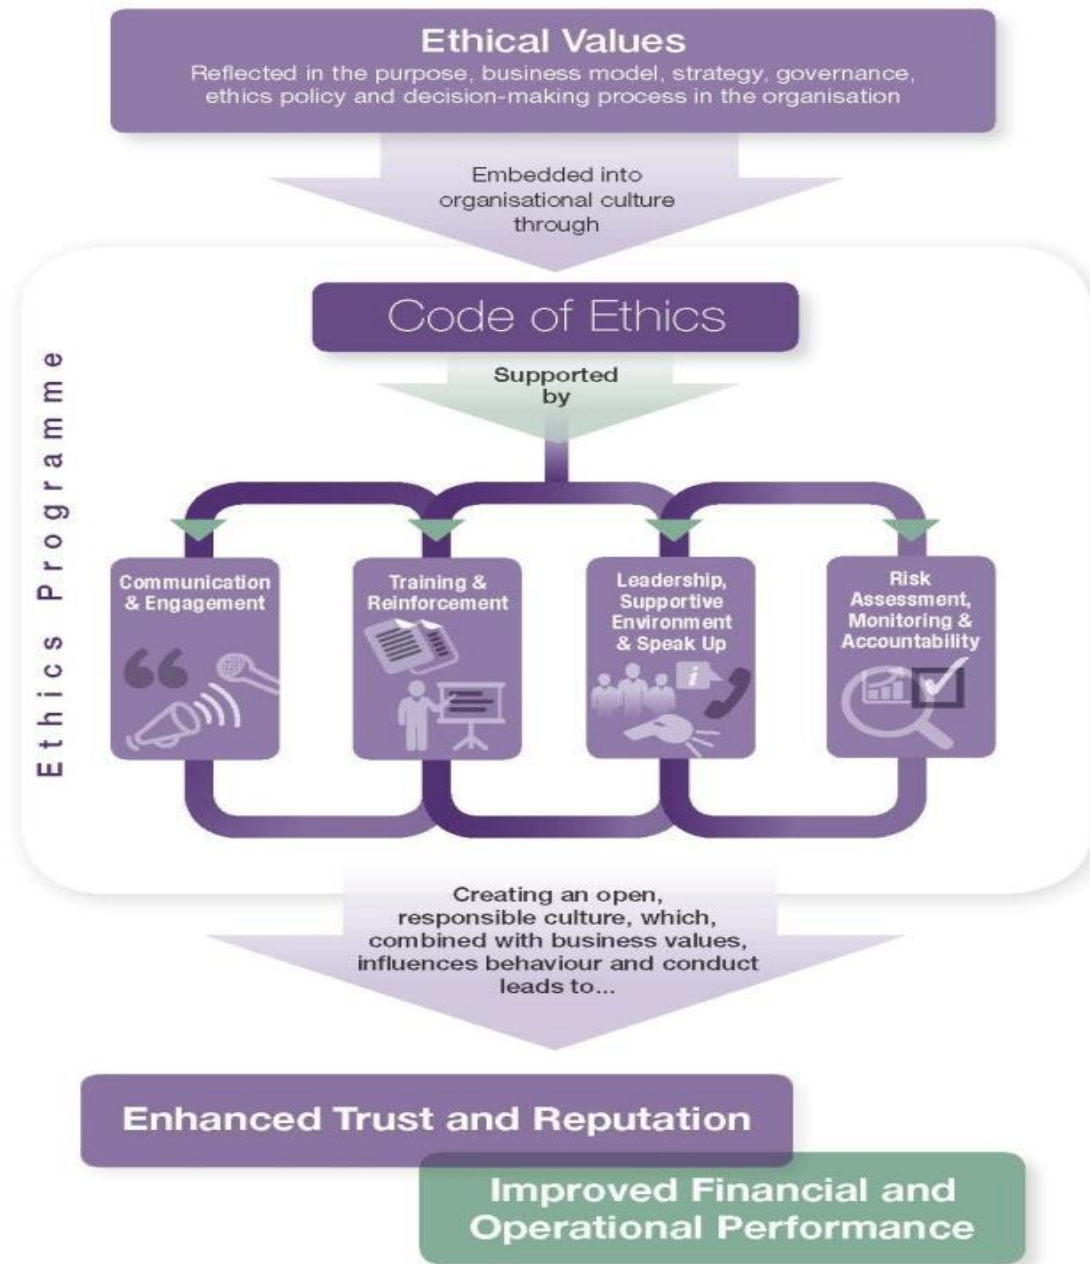 Ethical Values
Reflected in the purpose, business model, strategy, governance,
ethics policy and decision-making process in the organisation
Embedded into
organisational culture
through
Ethics Programme
Code of Ethics
Supported
by
Communication
& Engagement
Training &
Reinforcement
Leadership,
Supportive
Environment
& Speak Up
i
Risk
Assessment,
Monitoring &
Accountability
Creating an open,
responsible culture, which,
combined with business values,
influences behaviour and conduct
leads to...
Enhanced Trust and Reputation
Improved Financial and
Operational Performance